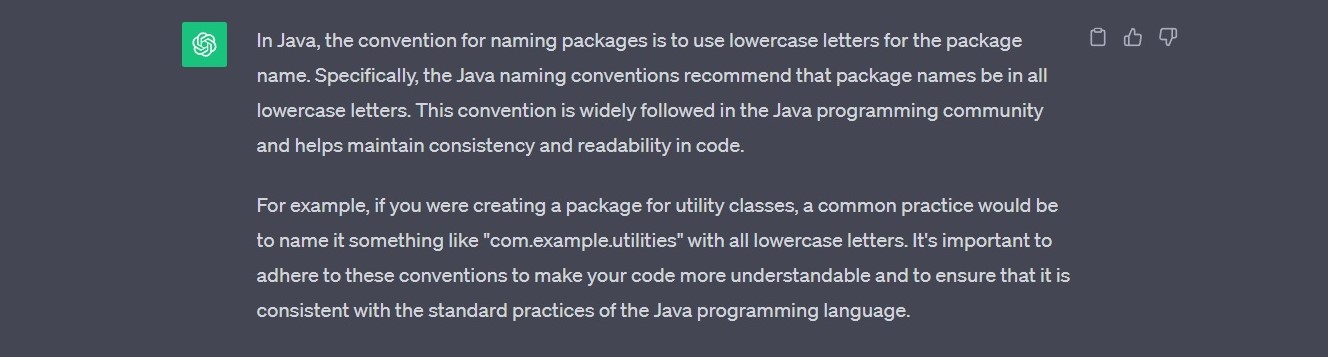 In Java, the convention for naming packages is to use lowercase letters for the package
name. Specifically, the Java naming conventions recommend that package names be in all
lowercase letters. This convention is widely followed in the Java programming community
and helps maintain consistency and readability in code.
For example, if you were creating a package for utility classes, a common practice would be
to name it something like "com.example.utilities" with all lowercase letters. It's important to
adhere to these conventions to make your code more understandable and to ensure that it is
consistent with the standard practices of the Java programming language.